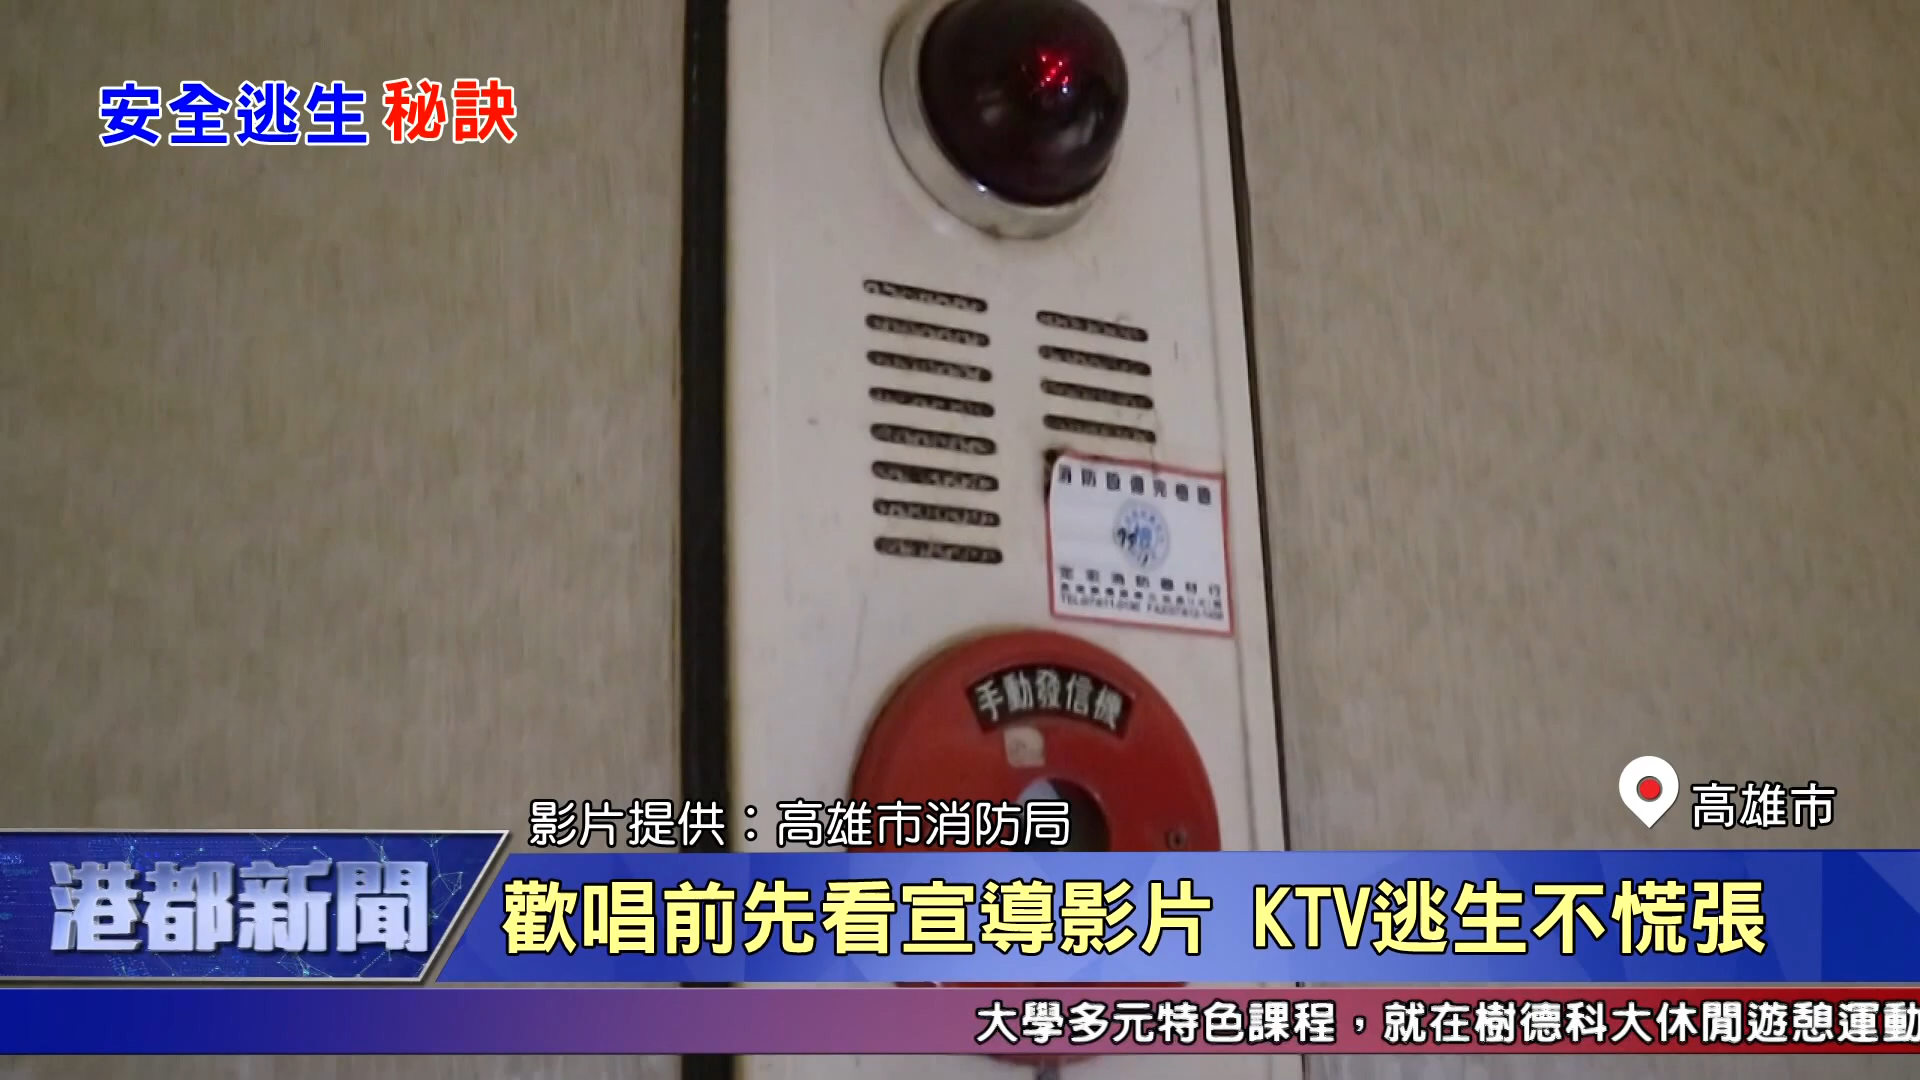 安全逃生秘訣
手動發信機
影片提供：高雄市消防局
高雄市
港都新聞
歡唱前先看宣導影片 KTV逃生不慌張
大學多元特色課程，就在樹德科大休閒遊憩運動